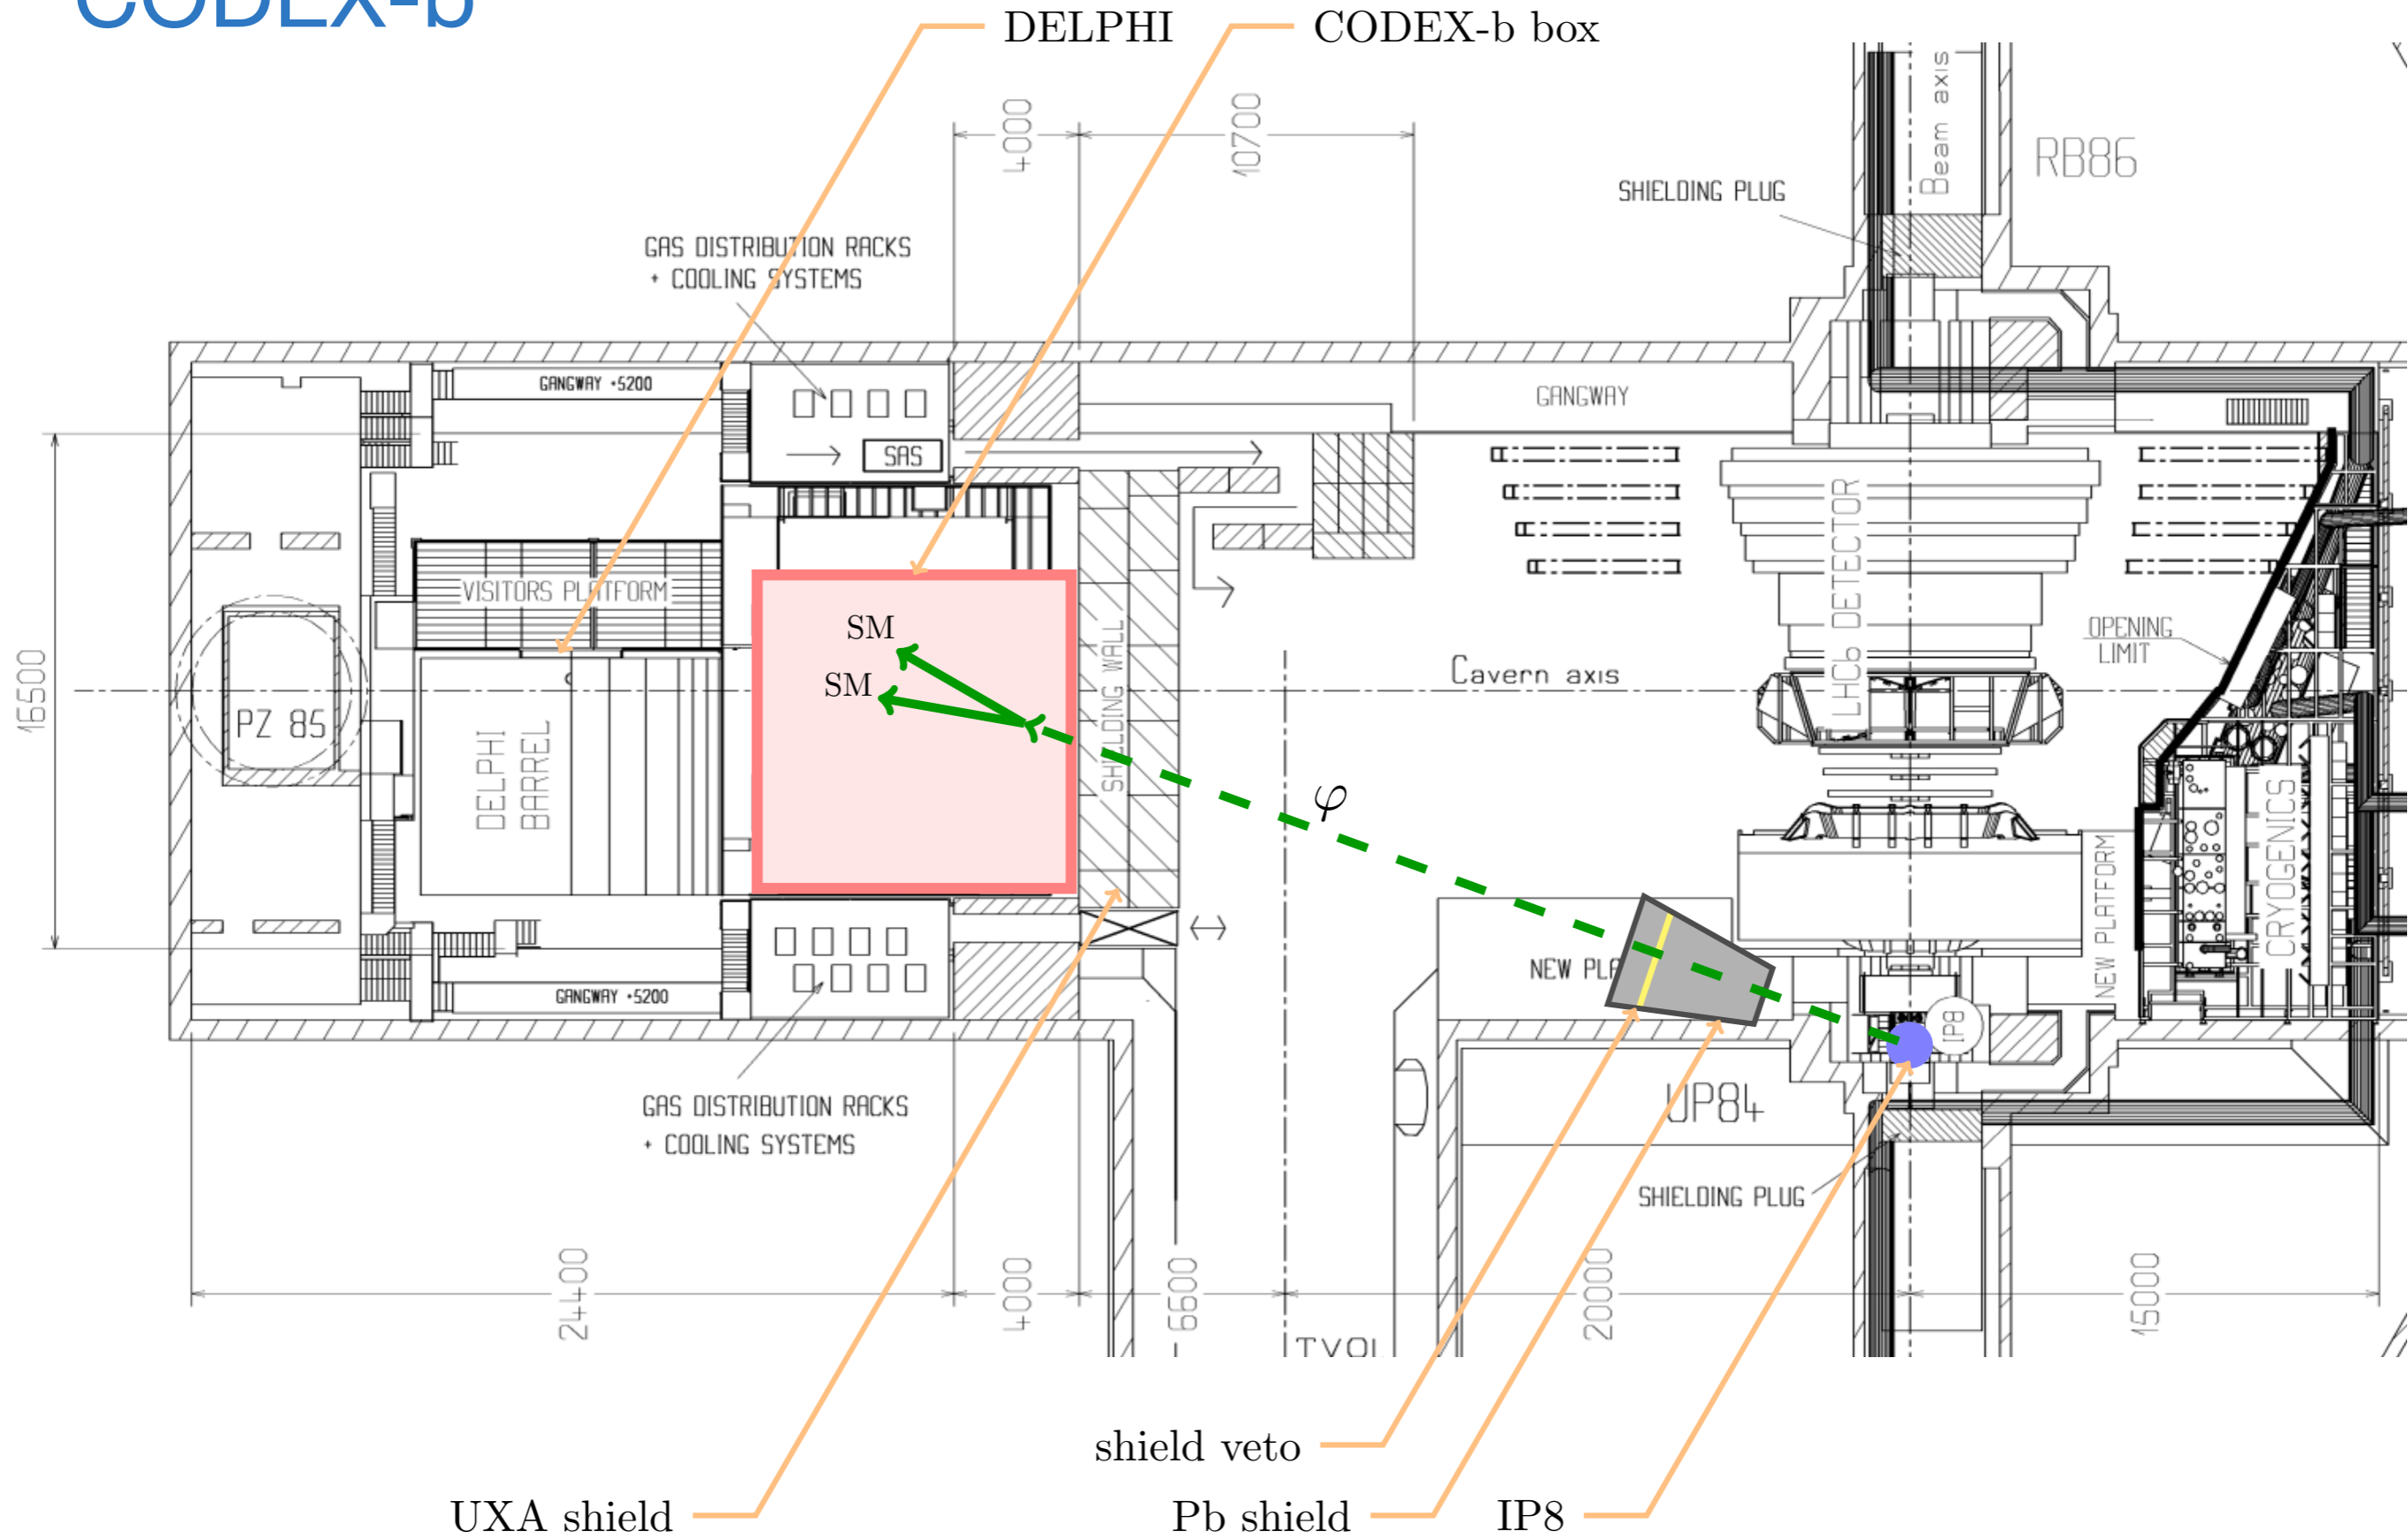 CODEX-b
DELPHI
CODEX-b box
4000
10700
Beam axis
RB86
SHIELDING PLUG
GAS DISTRIBUTION RACKS
+ COOLING SYSTEMS
GANGWAY +5200
GANGWAY
SAS
VISITORS PLATFORM
SM
SM
SHIELDING WALL
LHCb DETECTOR
OPENING
LIMIT
Cavern axis
16500
PZ 85
DELPHI
BARREL
φ
CRYOGENICS
NEW PLATFORM
NEW PLA
GANGWAY +5200
IP8
GAS DISTRIBUTION RACKS
+ COOLING SYSTEMS
UP84
SHIELDING PLUG
24400
4000
6600
20000
15000
shield veto
UXA shield
Pb shield
IP8